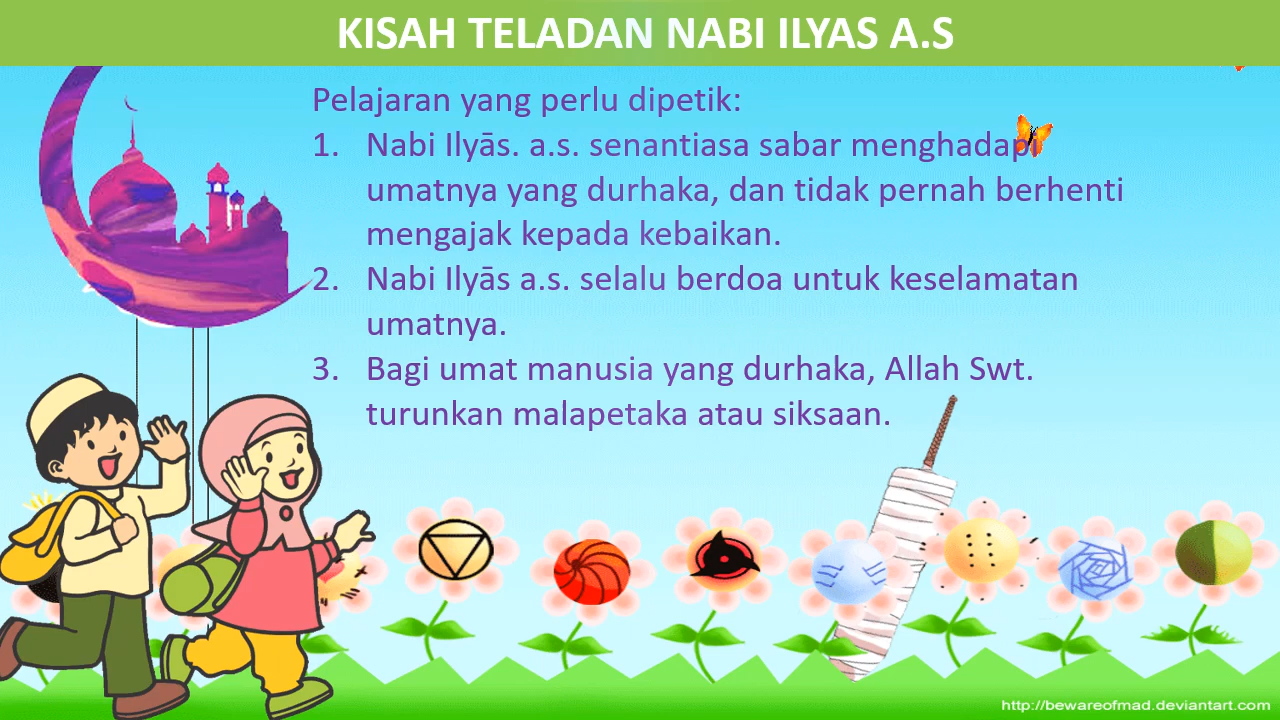 KISAH TELADAN NABI ILYAS A.S
Pelajaran yang perlu dipetik:
1. Nabi Ilyās. a.s. senantiasa sabar menghadapi
umatnya yang durhaka, dan tidak pernah berhenti
mengajak kepada kebaikan.
2. Nabi Ilyās a.s. selalu berdoa untuk keselamatan
umatnya.
3. Bagi umat manusia yang durhaka, Allah Swt.
turunkan malapetaka atau siksaan.
http://bewareofmad.deviantart.com